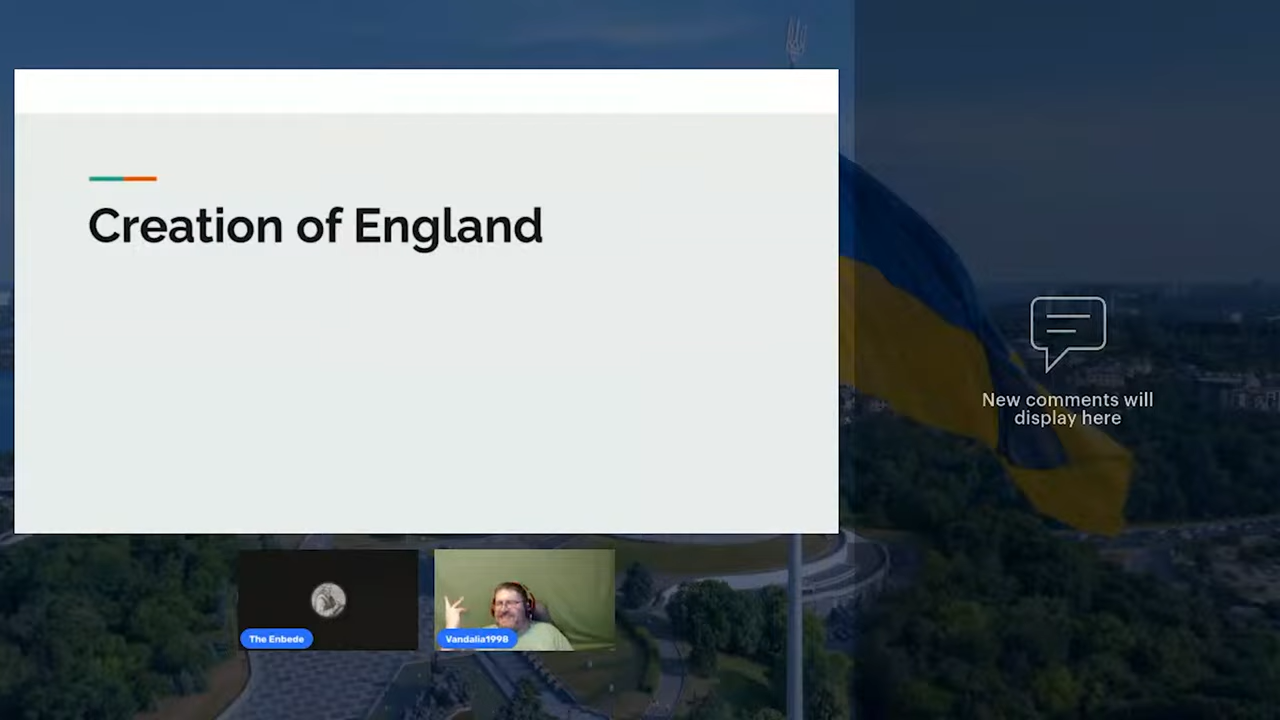 Creation of England
New comments will
display here
The Enbede
Vandalia1998